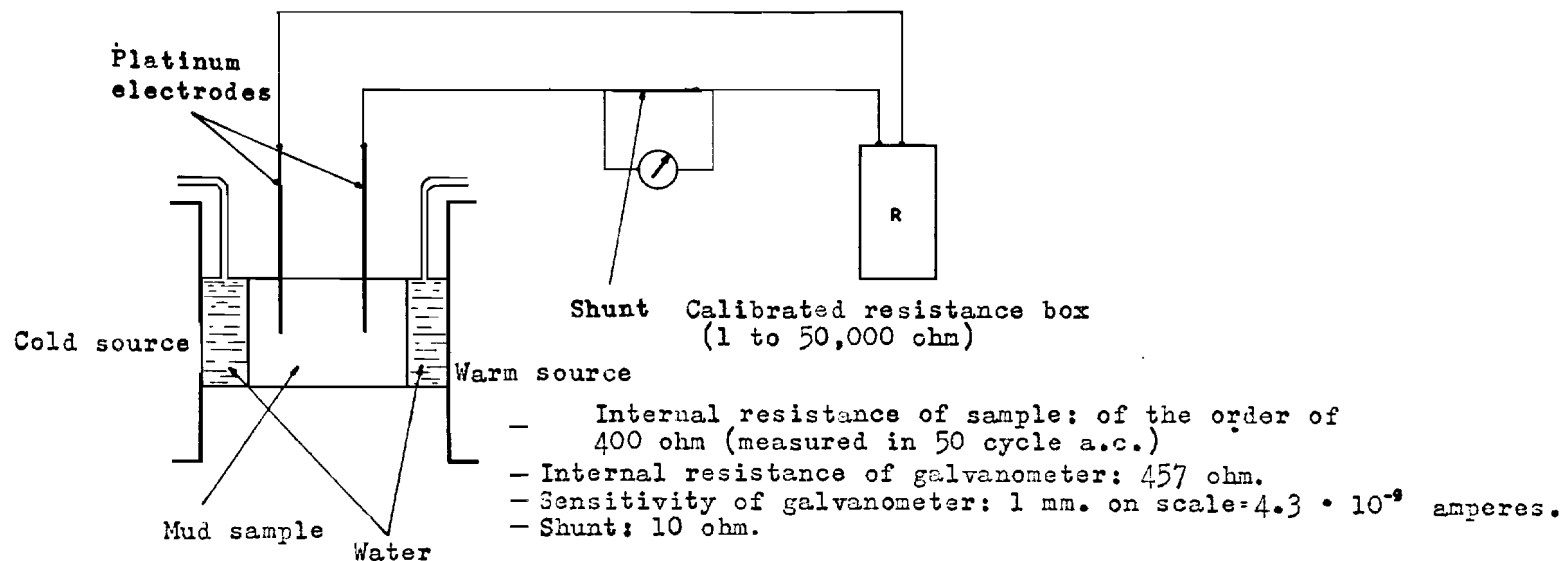 Platinum
electrodes
R
Shunt
Calibrated resistance box
(1 to 50,000 ohm)
Cold source
Warm source
Mud sample
Water
— Internal resistance of sample: of the order of
400 ohm (measured in 50 cycle a.c.)
— Internal resistance of galvanometer: 457 ohm.
— Sensitivity of galvanometer: 1 mm. on scale=4.3 • 10⁻⁹ amperes.
— Shunt: 10 ohm.